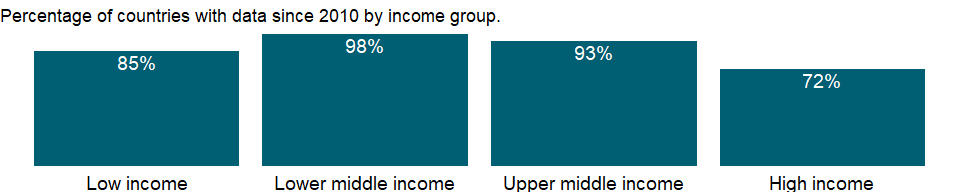 Percentage of countries with data since 2010 by income group.
85% 98% 93% 72%
Low income Lower middle income Upper middle income High income